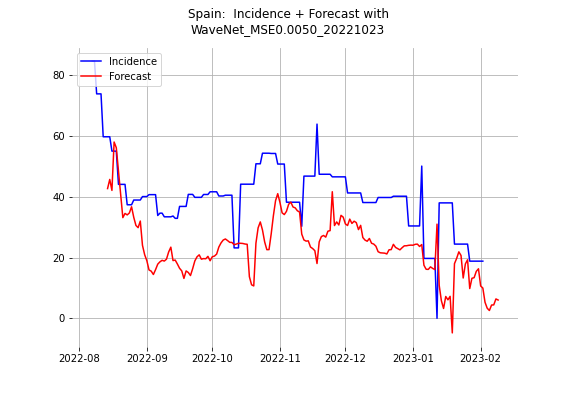 Spain:  Incidence + Forecast with
WaveNet_MSE0.0050_20221023
Incidence
Forecast
80
60
40
20
0
2022-08 2022-09 2022-10 2022-11 2022-12 2023-01 2023-02